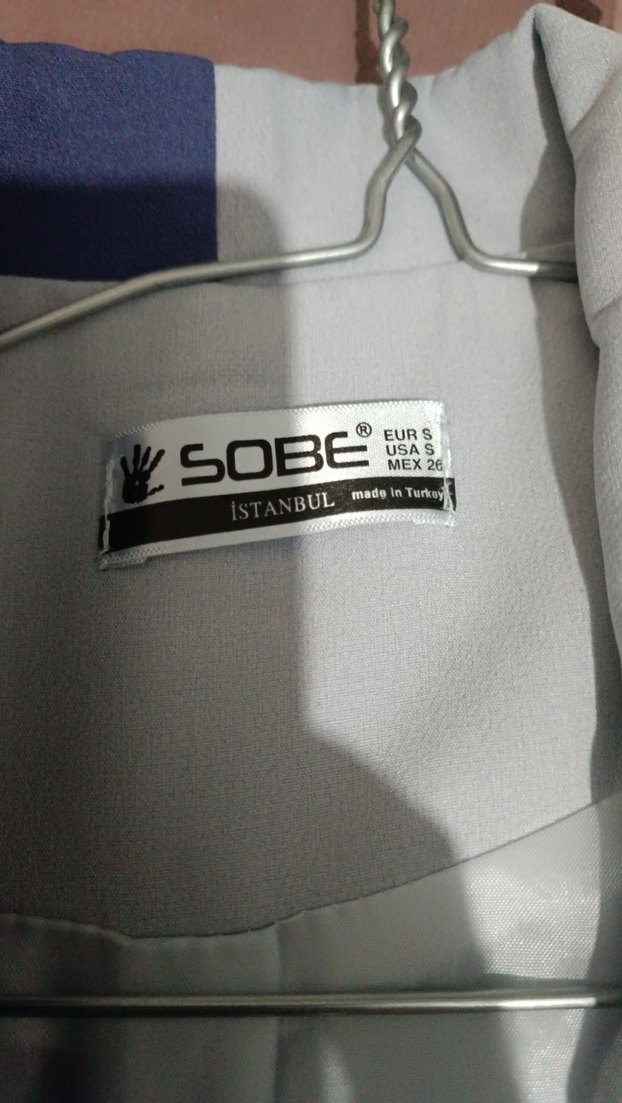 SOBE®
EUR S
USA S
MEX 26
İSTANBUL made in Turkey